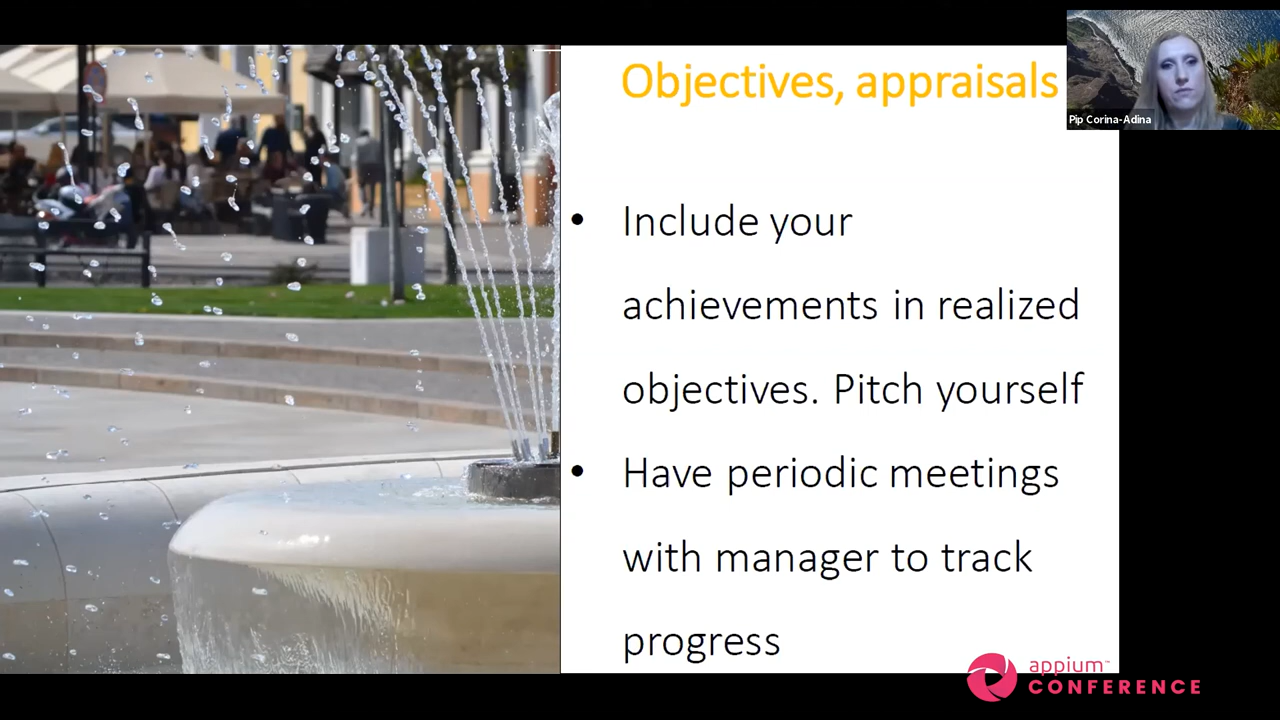 Objectives, appraisals
Pip Corina-Adina
• Include your
achievements in realized
objectives. Pitch yourself
• Have periodic meetings
with manager to track
progress
appium™
CONFERENCE